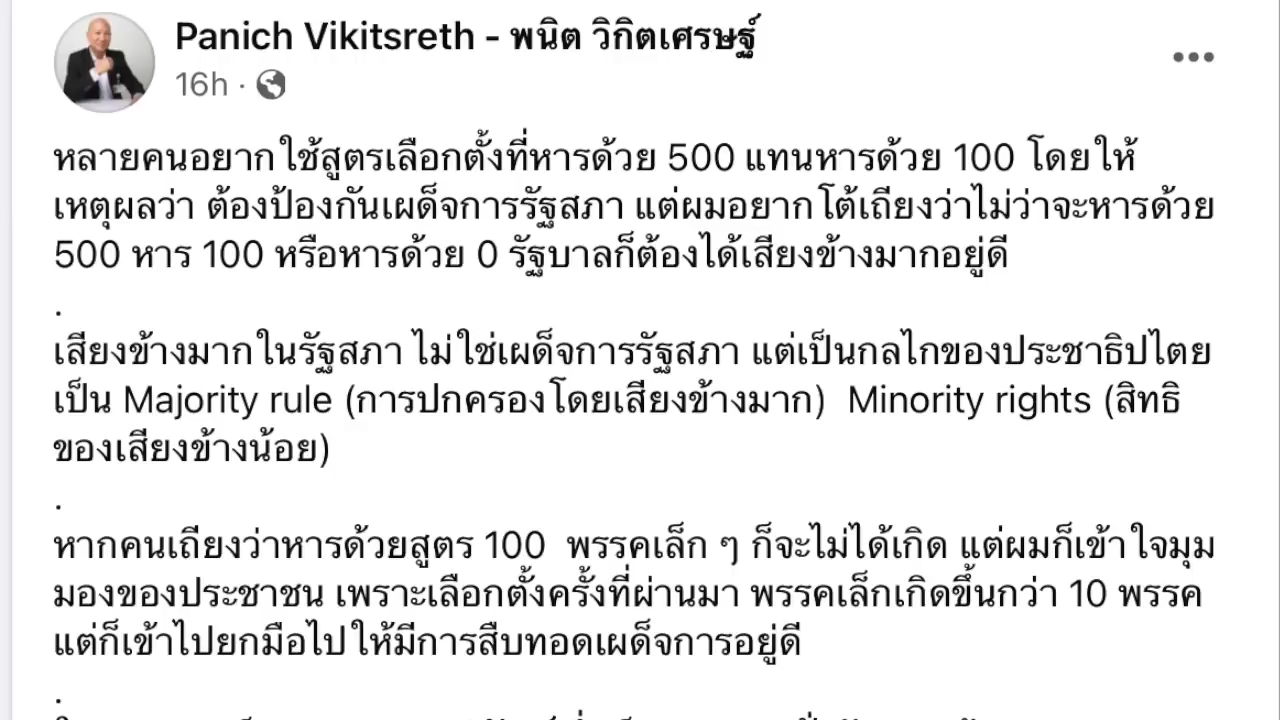 Panich Vikitsreth - พนิต วิกิตเศรษฐ์
16h ·
หลายคนอยากใช้สูตรเลือกตั้งที่หารด้วย 500 แทนหารด้วย 100 โดยให้
เหตุผลว่า ต้องป้องกันเผด็จการรัฐสภา แต่ผมอยากโต้เถียงว่าไม่ว่าจะหารด้วย
500 หาร 100 หรือหารด้วย 0 รัฐบาลก็ต้องได้เสียงข้างมากอยู่ดี
.
เสียงข้างมากในรัฐสภา ไม่ใช่เผด็จการรัฐสภา แต่เป็นกลไกของประชาธิปไตย
เป็น Majority rule (การปกครองโดยเสียงข้างมาก)  Minority rights (สิทธิ
ของเสียงข้างน้อย)
.
หากคนเถียงว่าหารด้วยสูตร 100  พรรคเล็ก ๆ ก็จะไม่ได้เกิด แต่ผมก็เข้าใจมุม
มองของประชาชน เพราะเลือกตั้งครั้งที่ผ่านมา พรรคเล็กเกิดขึ้นกว่า 10 พรรค
แต่ก็เข้าไปยกมือไปให้มีการสืบทอดเผด็จการอยู่ดี
.